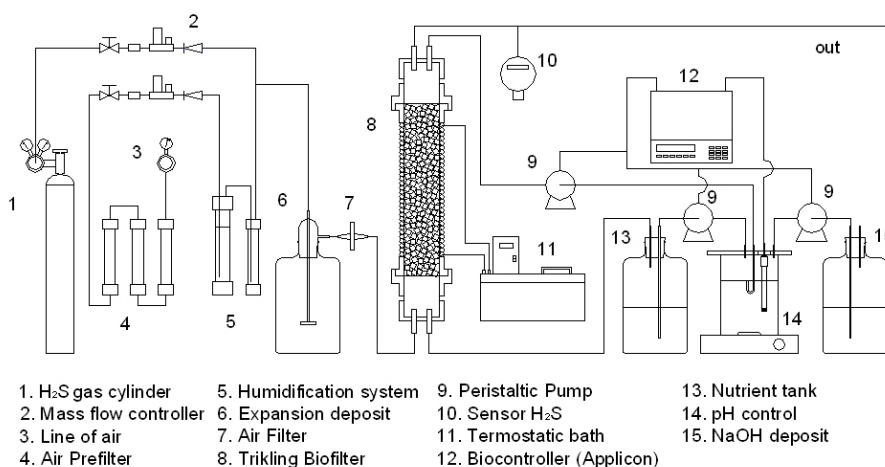 2
out
10
12
3
8
9
1
6
7
9
9
13
11
15
4
5
14
1. H₂S gas cylinder
2. Mass flow controller
3. Line of air
4. Air Prefilter
5. Humidification system
6. Expansion deposit
7. Air Filter
8. Trikling Biofilter
9. Peristaltic Pump
10. Sensor H₂S
11. Termostatic bath
12. Biocontroller (Applicon)
13. Nutrient tank
14. pH control
15. NaOH deposit